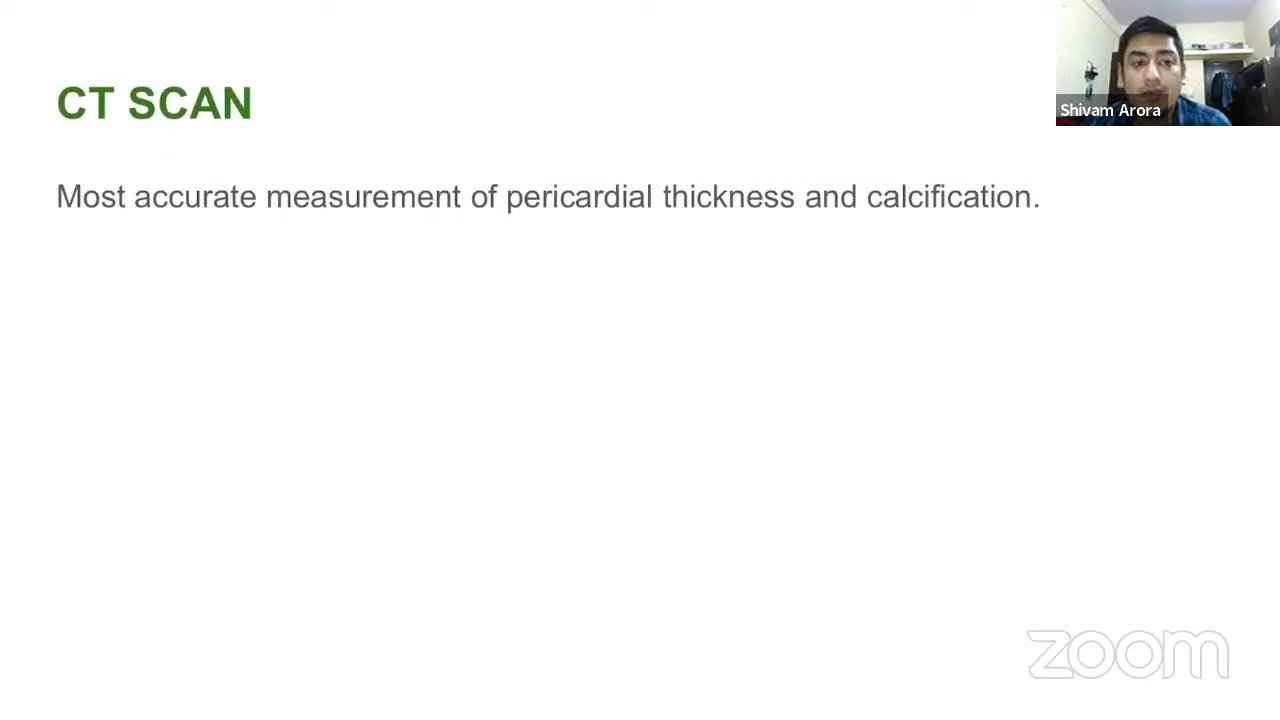 CT SCAN
Shivam Arora
Most accurate measurement of pericardial thickness and calcification.
zoom